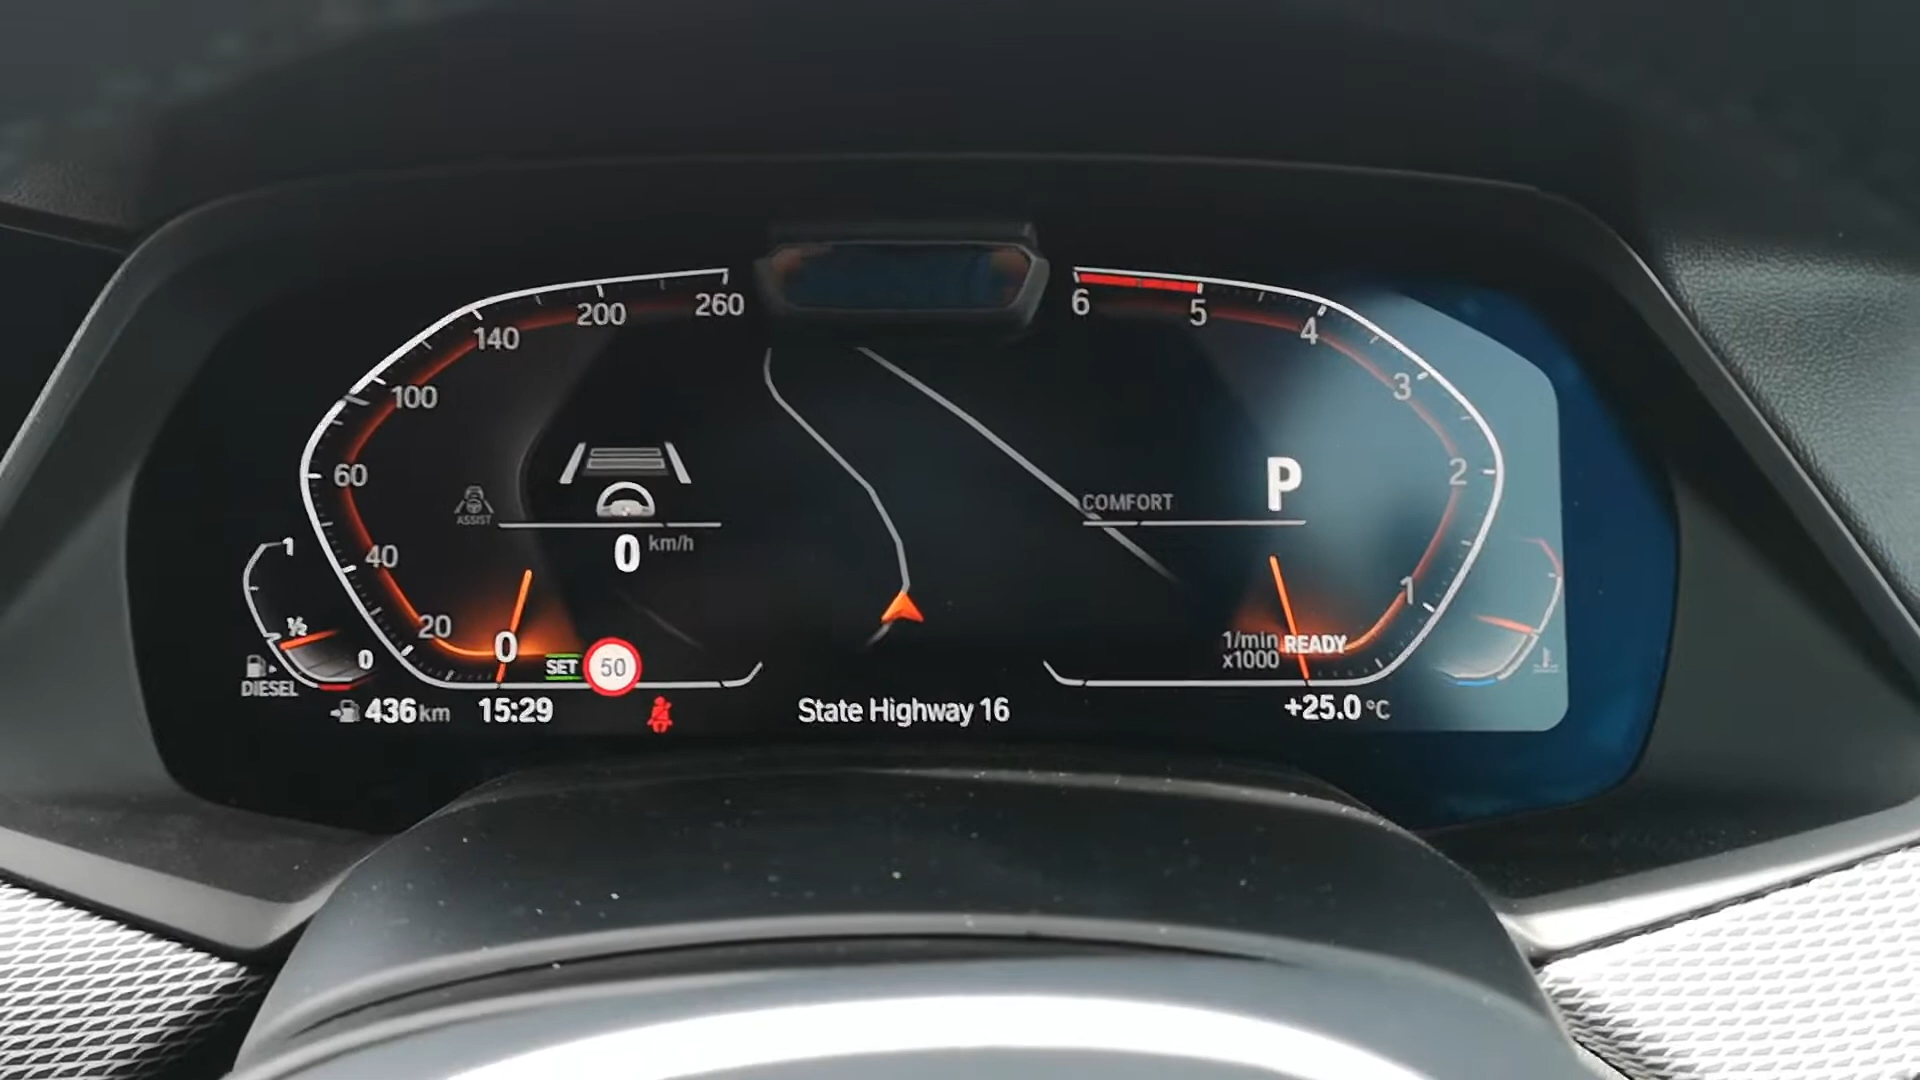 260
200
140
100
60
40
20
0
6
5
4
3
2
1
ASSIST
0 km/h
COMFORT
P
1
½
0
DIESEL
SET 50
1/min
x1000
READY
436 km
15:29
State Highway 16
+25.0 °C